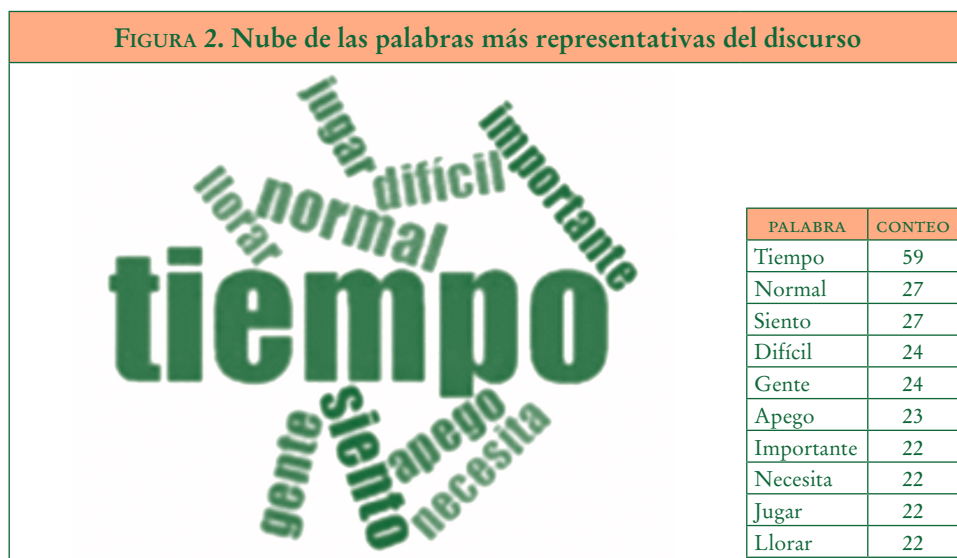 FIGURA 2. Nube de las palabras más representativas del discurso
jugar
importante
difícil
llorar
normal
tiempo
siento
apego
gente
necesita
PALABRA CONTEO
Tiempo 59
Normal 27
Siento 27
Difícil 24
Gente 24
Apego 23
Importante 22
Necesita 22
Jugar 22
Llorar 22